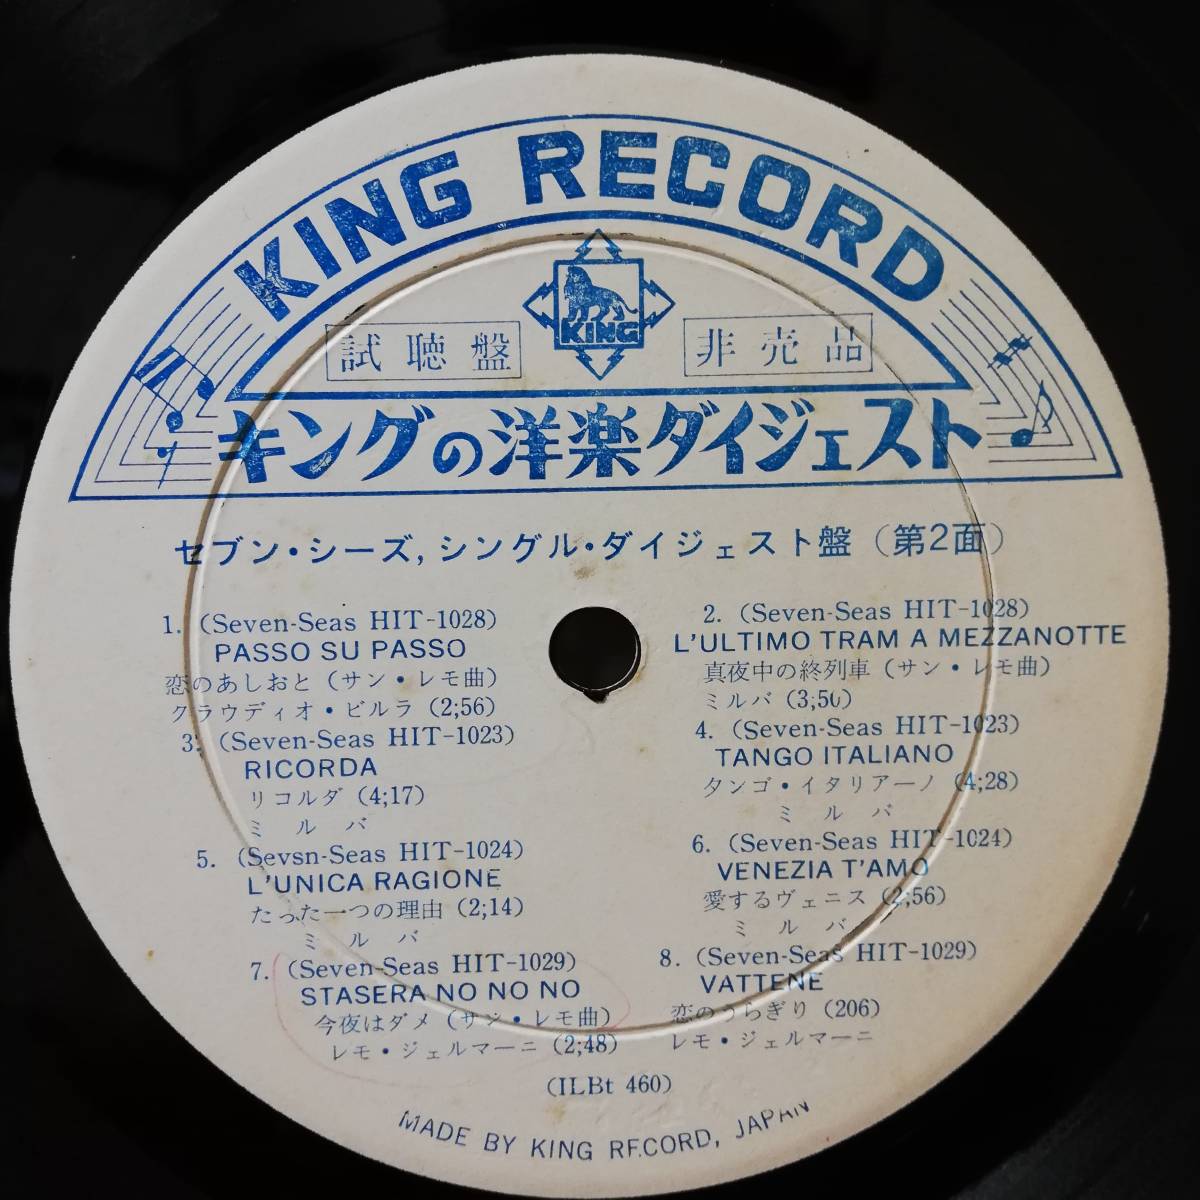 KING RECORD
KING
試聴盤
非売品
キングの洋楽ダイジェスト
セブン・シーズ, シングル・ダイジェスト盤 (第2面)
1. (Seven-Seas HIT-1028)
PASSO SU PASSO
恋のあしおと (サン・レモ曲)
クラウディオ・ビルラ (2;56)
2. (Seven-Seas HIT-1028)
L'ULTIMO TRAM A MEZZANOTTE
真夜中の終列車 (サン・レモ曲)
ミルバ (3;50)
3. (Seven-Seas HIT-1023)
RICORDA
リコルダ (4;17)
ミルバ
4. (Seven-Seas HIT-1023)
TANGO ITALIANO
タンゴ・イタリアーノ (4;28)
ミルバ
5. (Sevsn-Seas HIT-1024)
L'UNICA RAGIONE
たった一つの理由 (2;14)
ミルバ
6. (Seven-Seas HIT-1024)
VENEZIA T'AMO
愛するヴェニス (2;56)
ミルバ
7. (Seven-Seas HIT-1029)
STASERA NO NO NO
今夜はダメ (サン・レモ曲)
レモ・ジェルマーニ (2;48)
8. (Seven-Seas HIT-1029)
VATTENE
恋のうらぎり (206)
レモ・ジェルマーニ
(ILBt 460)
MADE BY KING RECORD, JAPAN